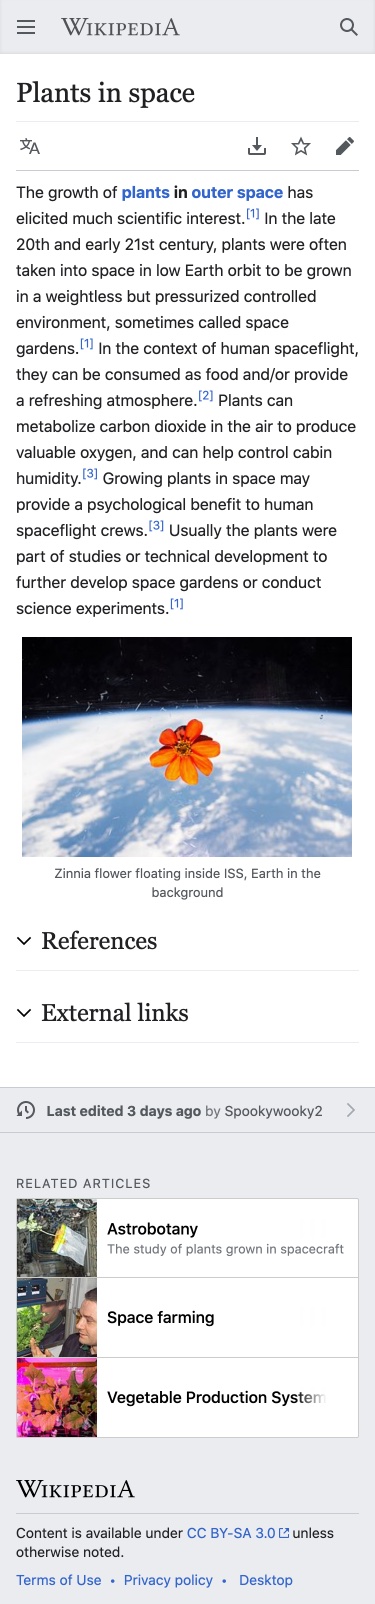 WIKIPEDIA
Plants in space
The growth of plants in outer space has
elicited much scientific interest.[1] In the late
20th and early 21st century, plants were often
taken into space in low Earth orbit to be grown
in a weightless but pressurized controlled
environment, sometimes called space
gardens.[1] In the context of human spaceflight,
they can be consumed as food and/or provide
a refreshing atmosphere.[2] Plants can
metabolize carbon dioxide in the air to produce
valuable oxygen, and can help control cabin
humidity.[3] Growing plants in space may
provide a psychological benefit to human
spaceflight crews.[3] Usually the plants were
part of studies or technical development to
further develop space gardens or conduct
science experiments.[1]
Zinnia flower floating inside ISS, Earth in the
background
References
External links
Last edited 3 days ago by Spookywooky2
RELATED ARTICLES
Astrobotany
The study of plants grown in spacecraft
Space farming
Vegetable Production System
WIKIPEDIA
Content is available under CC BY-SA 3.0 unless
otherwise noted.
Terms of Use • Privacy policy • Desktop